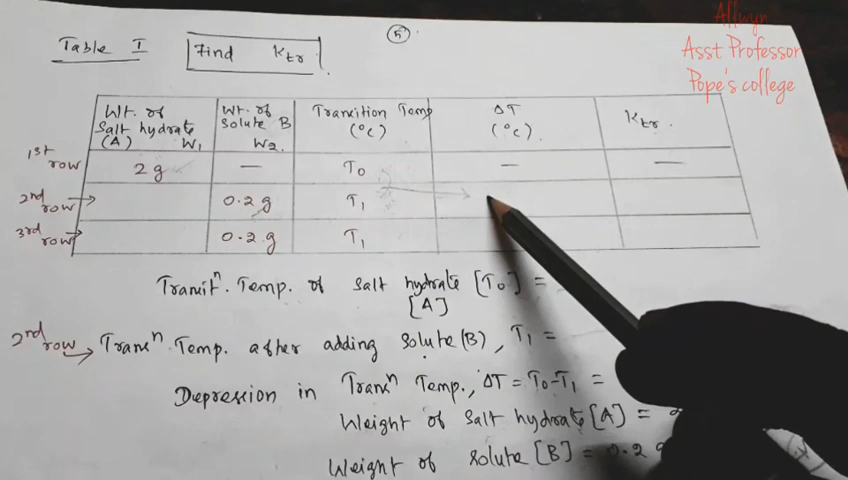 Allwyn
Asst Professor
Pope's college
5
Table I
Find Ktr.
Wt. of Salt hydrate (A) W1
Wt. of Solute B W2.
Transition Temp (°c)
ΔT (°c).
Ktr.
1st row 2 g — T0 — —
2nd row → 0.2 g T1
3rd row → 0.2 g T1
Transitn. Temp. of Salt hydrate [T0] =
[A]
2nd row → Transn. Temp. after adding Solute (B), T1 =
Depression in Transn Temp., ΔT = T0-T1 =
Weight of Salt hydrate [A] =
Weight of Solute [B] = 0.2 g